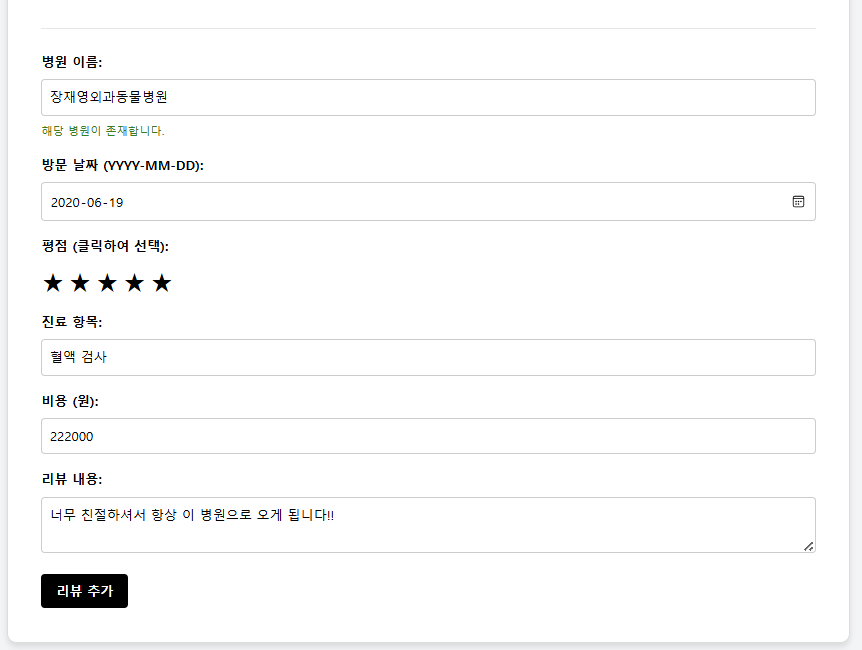 병원 이름:
장재영외과동물병원
해당 병원이 존재합니다.
방문 날짜 (YYYY-MM-DD):
2020-06-19
평점 (클릭하여 선택):
★ ★ ★ ★ ★
진료 항목:
혈액 검사
비용 (원):
222000
리뷰 내용:
너무 친절하셔서 항상 이 병원으로 오게 됩니다!!
리뷰 추가